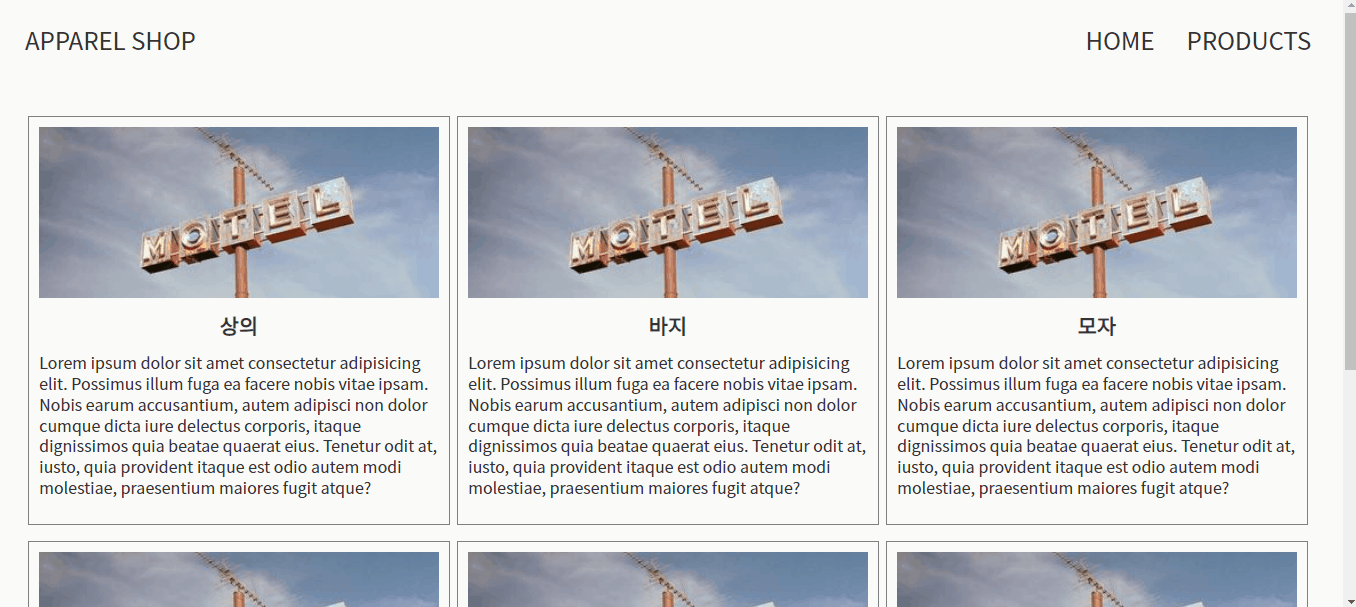 APPAREL SHOP
HOME PRODUCTS
MOTEL
상의
Lorem ipsum dolor sit amet consectetur adipisicing
elit. Possimus illum fuga ea facere nobis vitae ipsam.
Nobis earum accusantium, autem adipisci non dolor
cumque dicta iure delectus corporis, itaque
dignissimos quia beatae quaerat eius. Tenetur odit at,
iusto, quia provident itaque est odio autem modi
molestiae, praesentium maiores fugit atque?
MOTEL
바지
Lorem ipsum dolor sit amet consectetur adipisicing
elit. Possimus illum fuga ea facere nobis vitae ipsam.
Nobis earum accusantium, autem adipisci non dolor
cumque dicta iure delectus corporis, itaque
dignissimos quia beatae quaerat eius. Tenetur odit at,
iusto, quia provident itaque est odio autem modi
molestiae, praesentium maiores fugit atque?
MOTEL
모자
Lorem ipsum dolor sit amet consectetur adipisicing
elit. Possimus illum fuga ea facere nobis vitae ipsam.
Nobis earum accusantium, autem adipisci non dolor
cumque dicta iure delectus corporis, itaque
dignissimos quia beatae quaerat eius. Tenetur odit at,
iusto, quia provident itaque est odio autem modi
molestiae, praesentium maiores fugit atque?